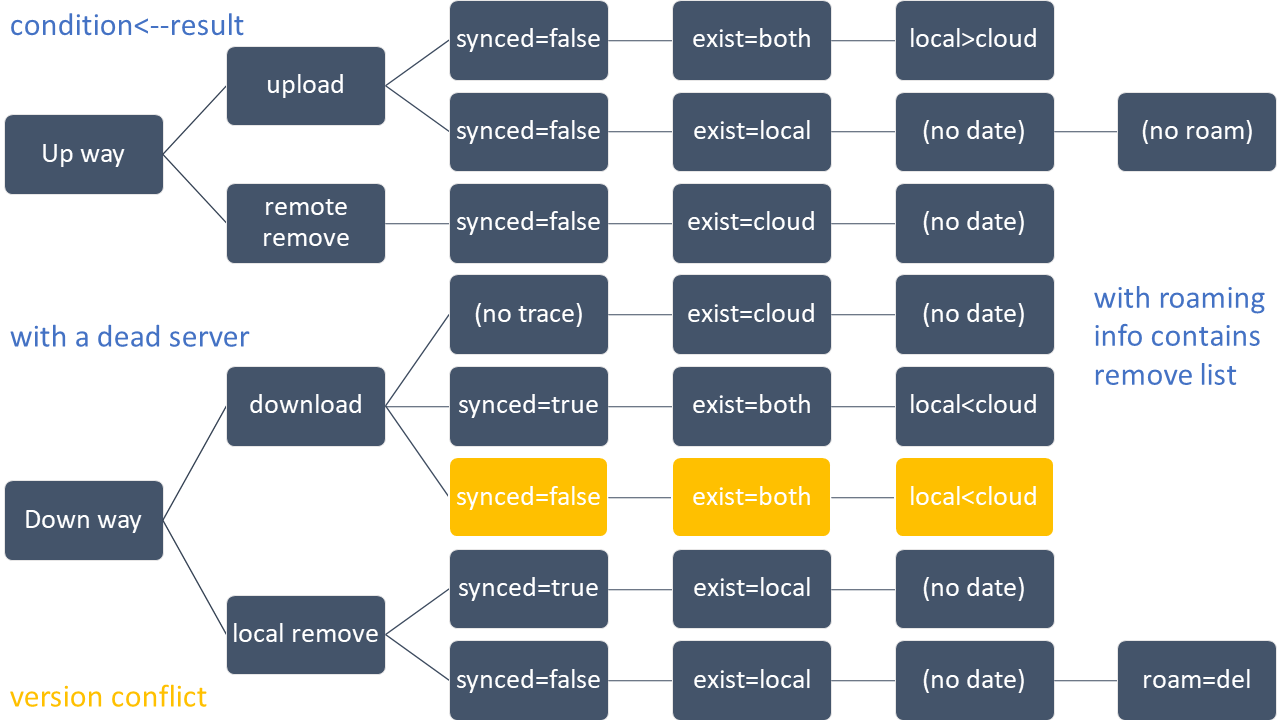 condition<--result
synced=false
exist=both
local>cloud
upload
synced=false
exist=local
(no date)
(no roam)
Up way
remote
remove
synced=false
exist=cloud
(no date)
(no trace)
exist=cloud
(no date)
with roaming
info contains
remove list
with a dead server
download
synced=true
exist=both
local<cloud
synced=false
exist=both
local<cloud
Down way
synced=true
exist=local
(no date)
local remove
synced=false
exist=local
(no date)
roam=del
version conflict